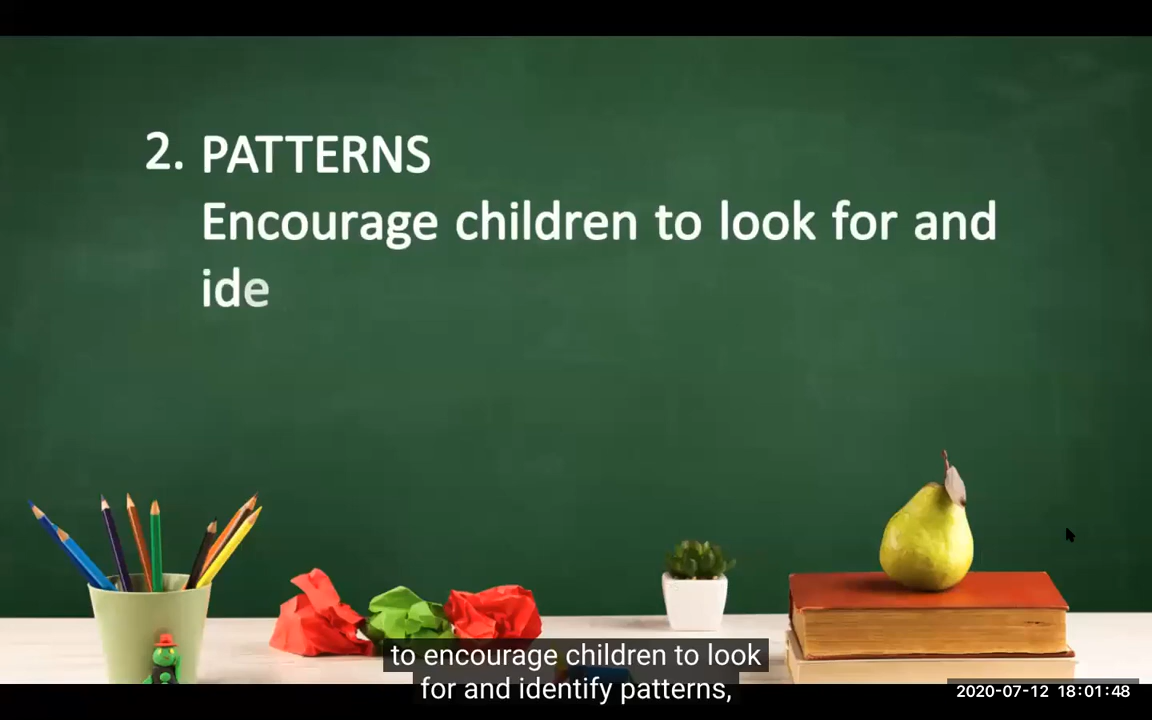 2. PATTERNS
Encourage children to look for and
ide
to encourage children to look
for and identify patterns,
2020-07-12 18:01:48